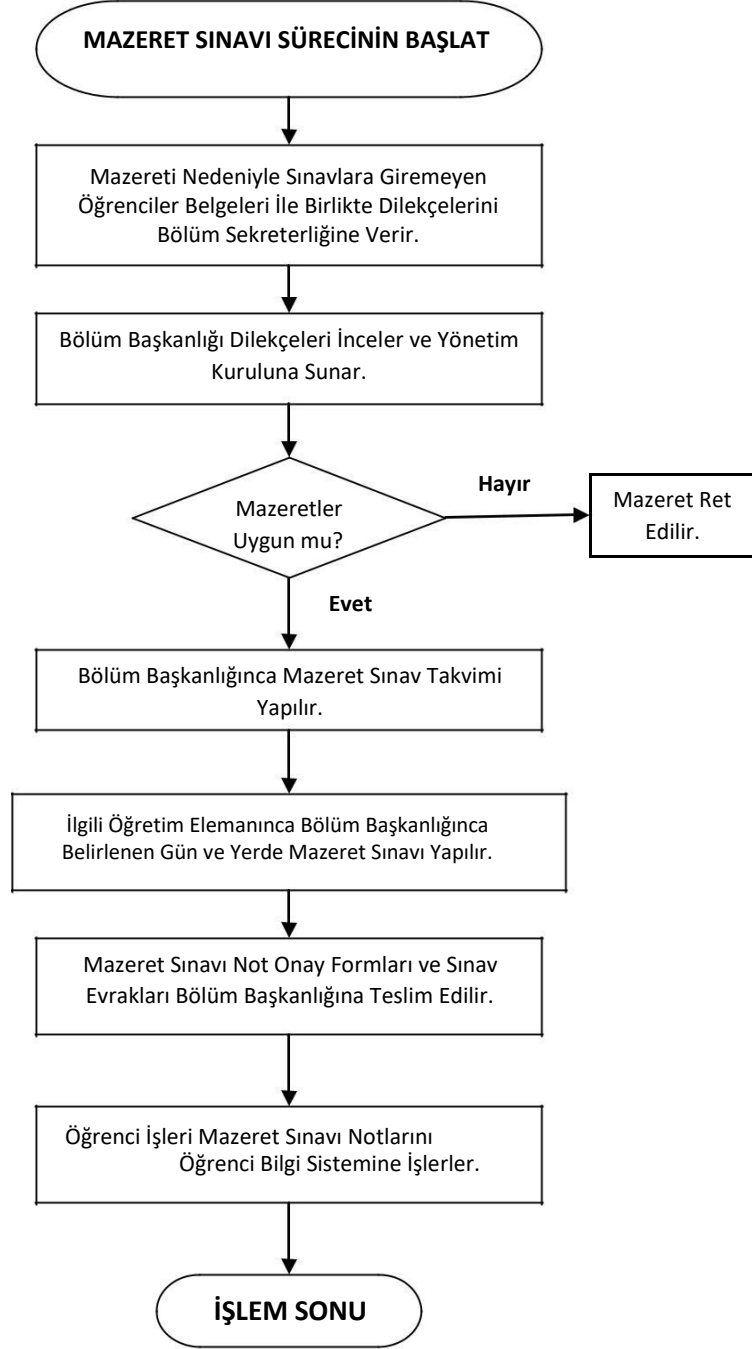 MAZERET SINAVI SÜRECİNİN BAŞLAT
Mazereti Nedeniyle Sınavlara Giremeyen
Öğrenciler Belgeleri İle Birlikte Dilekçelerini
Bölüm Sekreterliğine Verir.
Bölüm Başkanlığı Dilekçeleri İnceler ve Yönetim
Kuruluna Sunar.
Mazeretler
Uygun mu?
Hayır
Mazeret Ret
Edilir.
Evet
Bölüm Başkanlığınca Mazeret Sınav Takvimi
Yapılır.
İlgili Öğretim Elemanınca Bölüm Başkanlığınca
Belirlenen Gün ve Yerde Mazeret Sınavı Yapılır.
Mazeret Sınavı Not Onay Formları ve Sınav
Evrakları Bölüm Başkanlığına Teslim Edilir.
Öğrenci İşleri Mazeret Sınavı Notlarını
Öğrenci Bilgi Sistemine İşlerler.
İŞLEM SONU